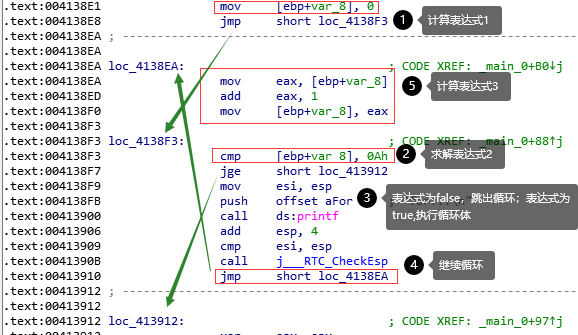 .text:004138E1 mov [ebp+var_8], 0
.text:004138E8 jmp short loc_4138F3 1 计算表达式1
.text:004138EA ; ---------------------------------------------------------------------------
.text:004138EA
.text:004138EA loc_4138EA: ; CODE XREF: _main_0+B0↓j
.text:004138EA mov eax, [ebp+var_8] 5 计算表达式3
.text:004138ED add eax, 1
.text:004138F0 mov [ebp+var_8], eax
.text:004138F3
.text:004138F3 loc_4138F3: ; CODE XREF: _main_0+88↑j
.text:004138F3 cmp [ebp+var_8], 0Ah 2 求解表达式2
.text:004138F7 jge short loc_413912
.text:004138F9 mov esi, esp 3 表达式为false，跳出循环；表达式为
.text:004138FB push offset aFor true,执行循环体
.text:00413900 call ds:printf
.text:00413906 add esp, 4
.text:00413909 cmp esi, esp
.text:0041390B call j___RTC_CheckEsp 4 继续循环
.text:00413910 jmp short loc_4138EA
.text:00413912 ; ---------------------------------------------------------------------------
.text:00413912
.text:00413912 loc_413912: ; CODE XREF: _main_0+97↑j